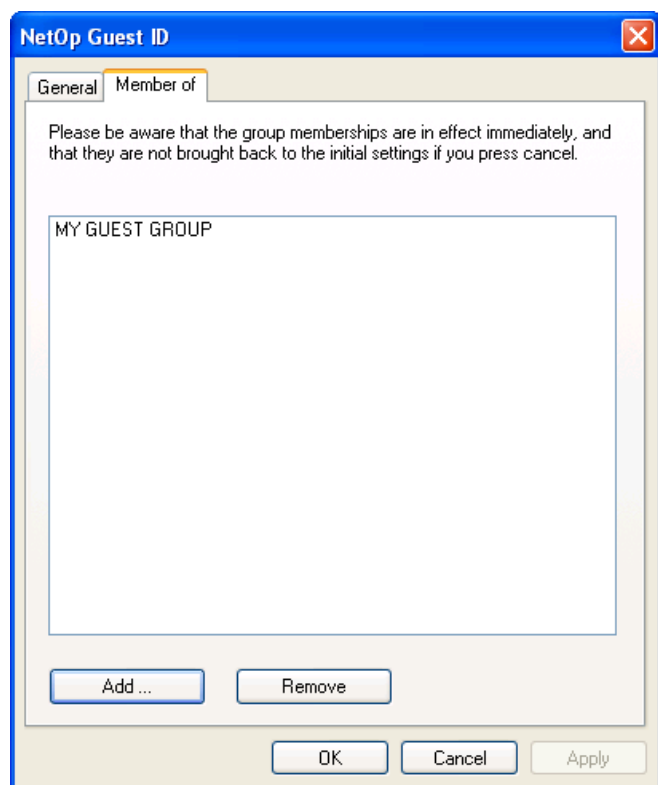 NetOp Guest ID
General Member of
Please be aware that the group memberships are in effect immediately, and
that they are not brought back to the initial settings if you press cancel.
MY GUEST GROUP
Add ... Remove
OK Cancel Apply